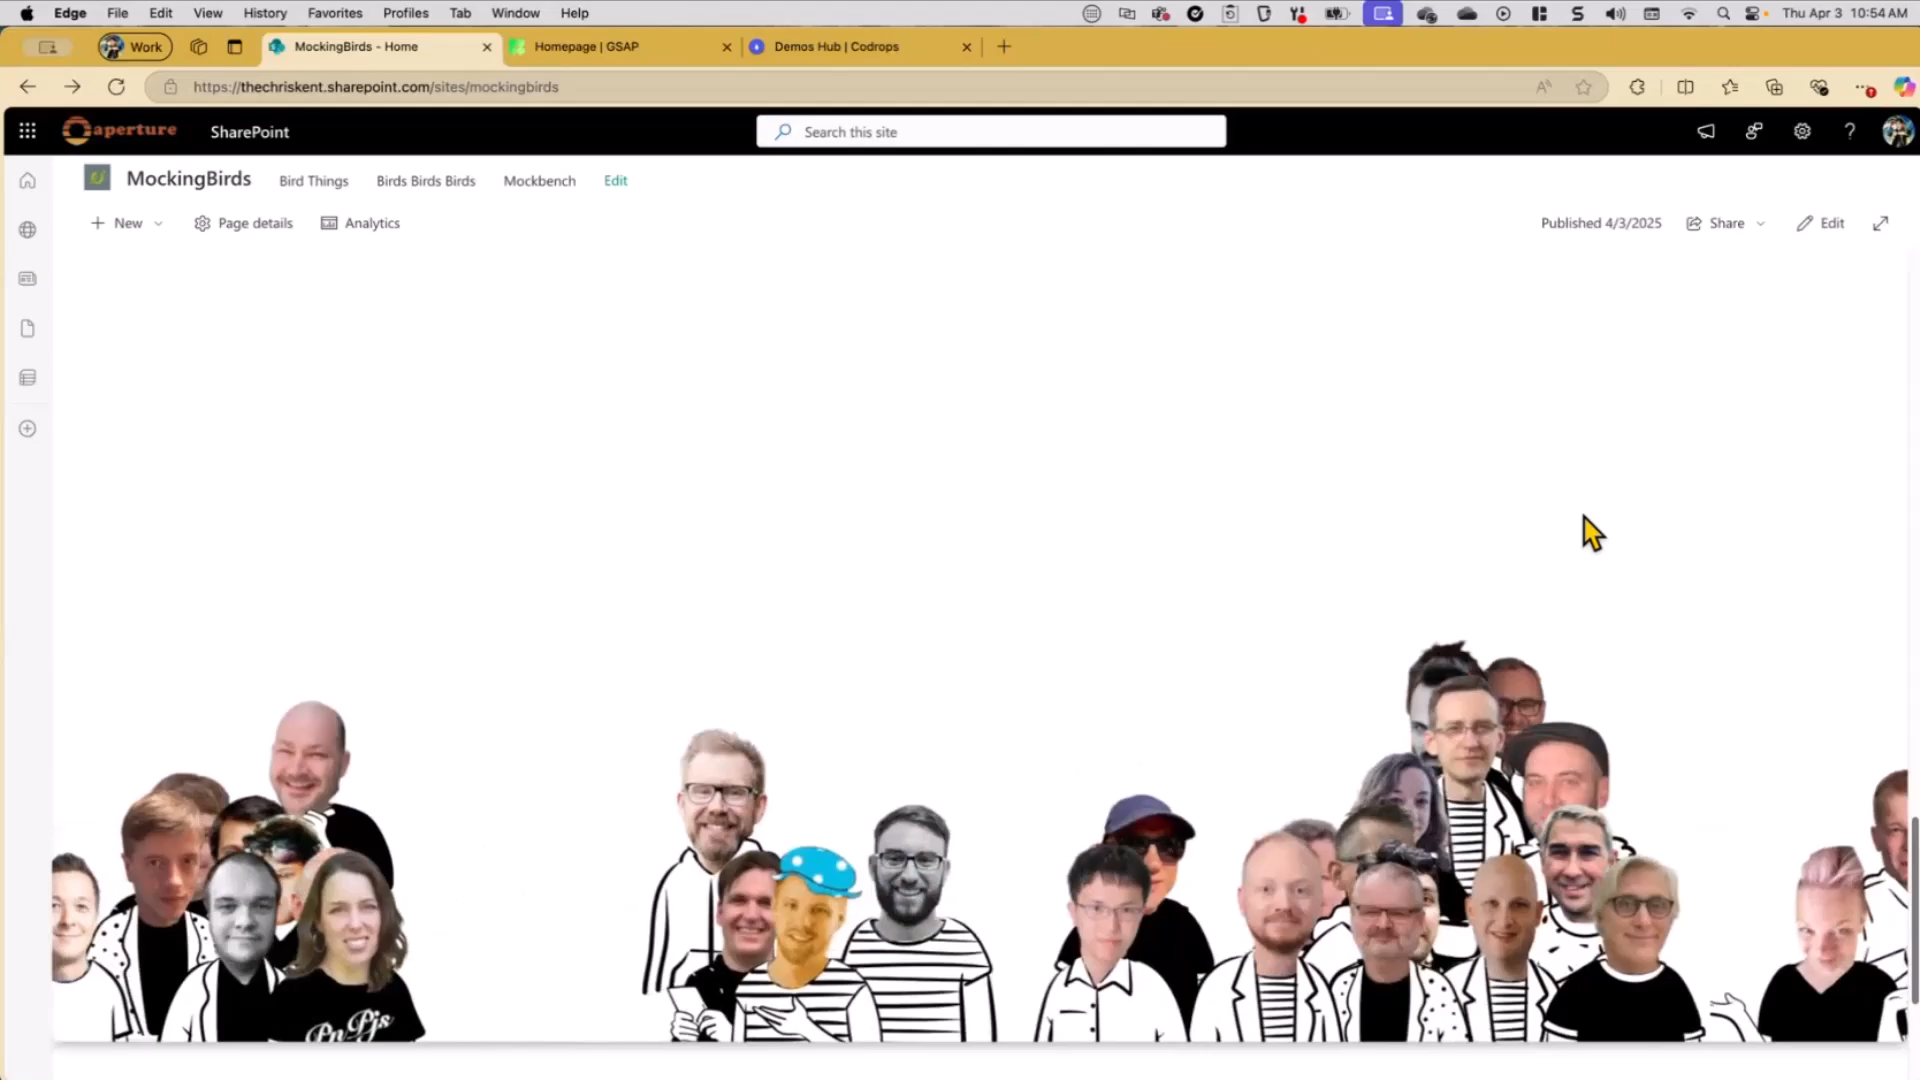 Edge File Edit View History Favorites Profiles Tab Window Help
Thu Apr 3 10:54 AM
Work
MockingBirds - Home
Homepage | GSAP
Demos Hub | Codrops
https://thechriskent.sharepoint.com/sites/mockingbirds
aperture
SharePoint
Search this site
MockingBirds
Bird Things
Birds Birds Birds
Mockbench
Edit
New
Page details
Analytics
Published 4/3/2025
Share
Edit
PnPjs